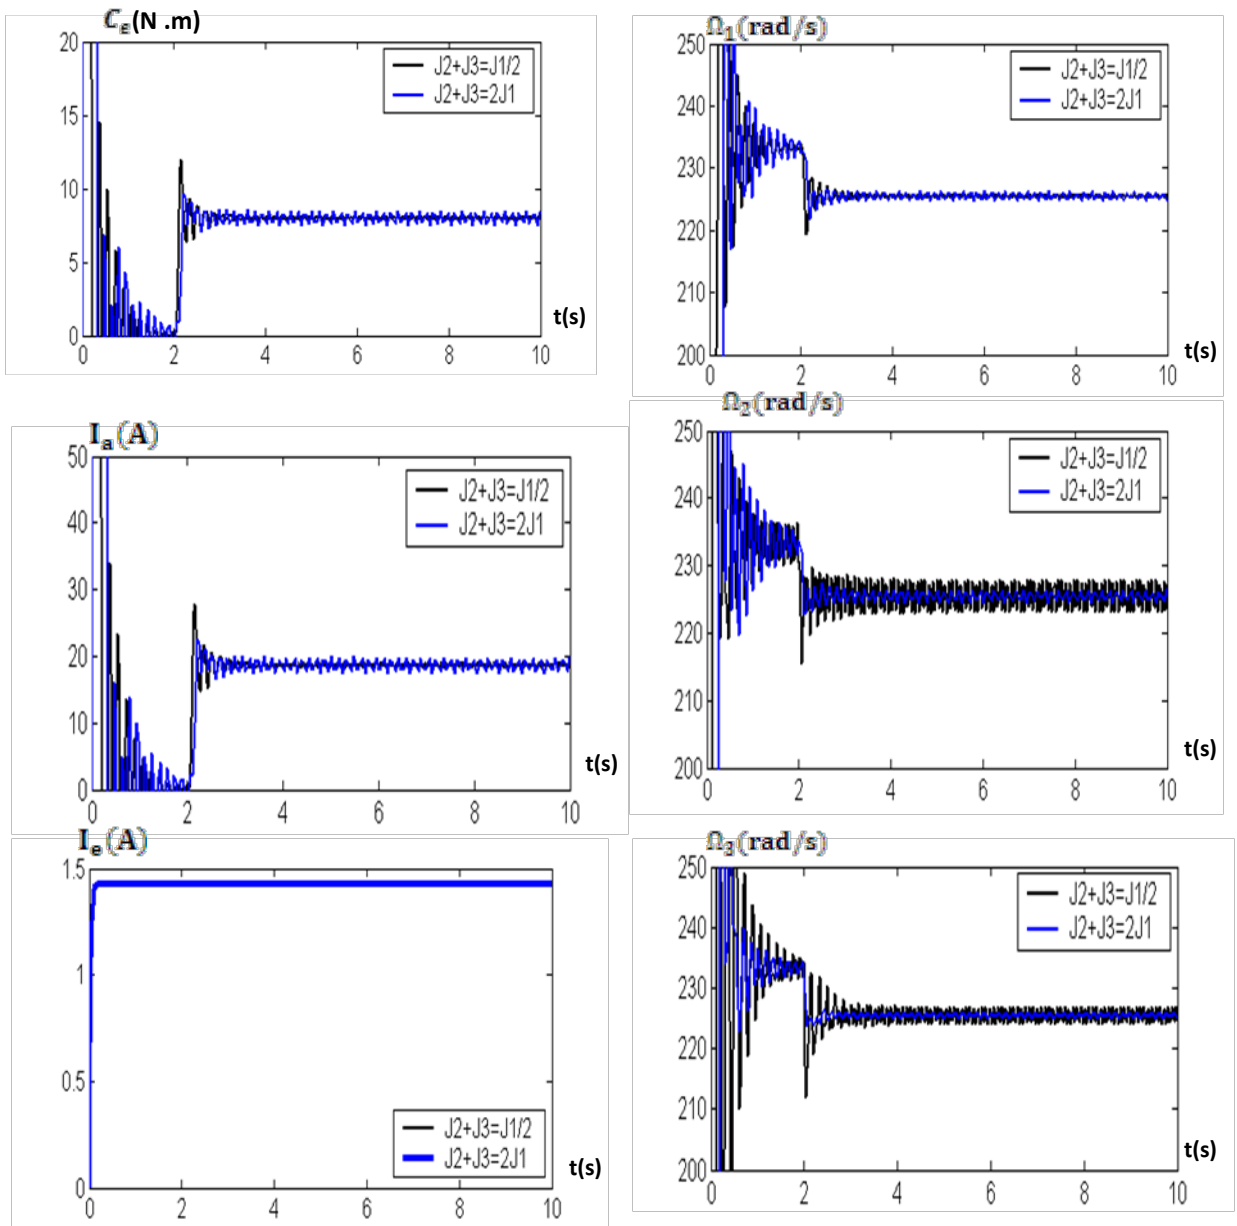 Cₑ(N .m)
20
15
10
5
0
0 2 4 6 8 10
t(s)
J2+J3=J1/2
J2+J3=2J1
Ω₁(rad/s)
250
240
230
220
210
200
0 2 4 6 8 10
t(s)
J2+J3=J1/2
J2+J3=2J1
Iₐ(A)
50
40
30
20
10
0
0 2 4 6 8 10
t(s)
J2+J3=J1/2
J2+J3=2J1
Ω₂(rad/s)
250
240
230
220
210
200
0 2 4 6 8 10
t(s)
J2+J3=J1/2
J2+J3=2J1
Iₑ(A)
1.5
1
0.5
0
0 2 4 6 8 10
t(s)
J2+J3=J1/2
J2+J3=2J1
Ω₃(rad/s)
250
240
230
220
210
200
0 2 4 6 8 10
t(s)
J2+J3=J1/2
J2+J3=2J1